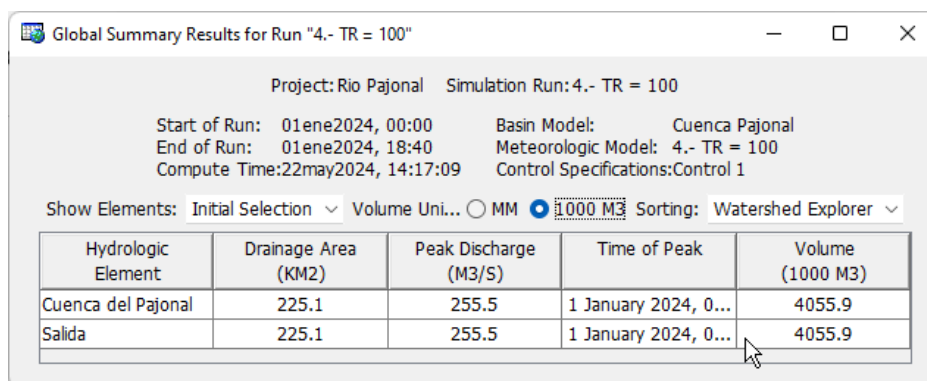 Global Summary Results for Run "4.- TR = 100"
Project: Rio Pajonal Simulation Run: 4.- TR = 100
Start of Run: 01ene2024, 00:00 Basin Model: Cuenca Pajonal
End of Run: 01ene2024, 18:40 Meteorologic Model: 4.- TR = 100
Compute Time:22may2024, 14:17:09 Control Specifications:Control 1
Show Elements: Initial Selection Volume Uni... MM 1000 M3 Sorting: Watershed Explorer
Hydrologic Element Drainage Area (KM2) Peak Discharge (M3/S) Time of Peak Volume (1000 M3)
Cuenca del Pajonal 225.1 255.5 1 January 2024, 0... 4055.9
Salida 225.1 255.5 1 January 2024, 0... 4055.9